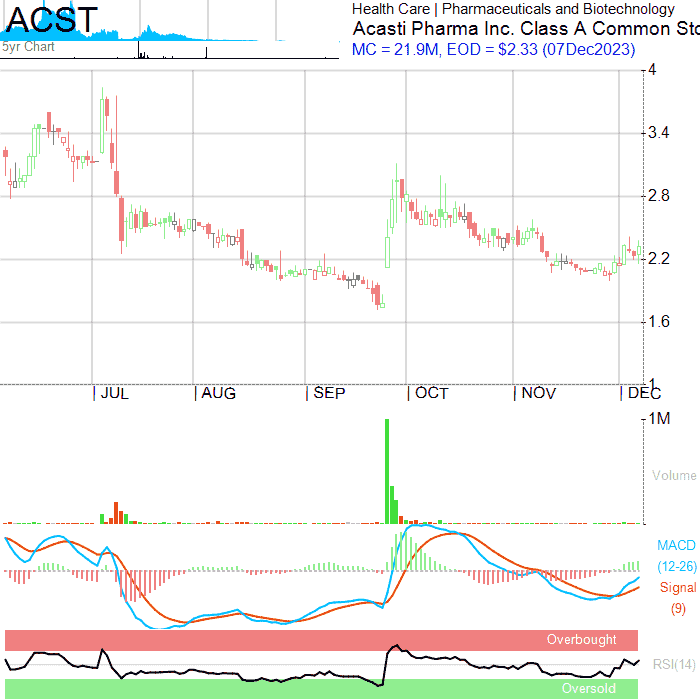 ACST
5yr Chart
Health Care | Pharmaceuticals and Biotechnology
Acasti Pharma Inc. Class A Common Sto
MC = 21.9M, EOD = $2.33 (07Dec2023)
4
3.4
2.8
2.2
1.6
1
JUL AUG SEP OCT NOV DEC
1M
Volume
MACD
(12-26)
Signal
(9)
Overbought
RSI(14)
Oversold